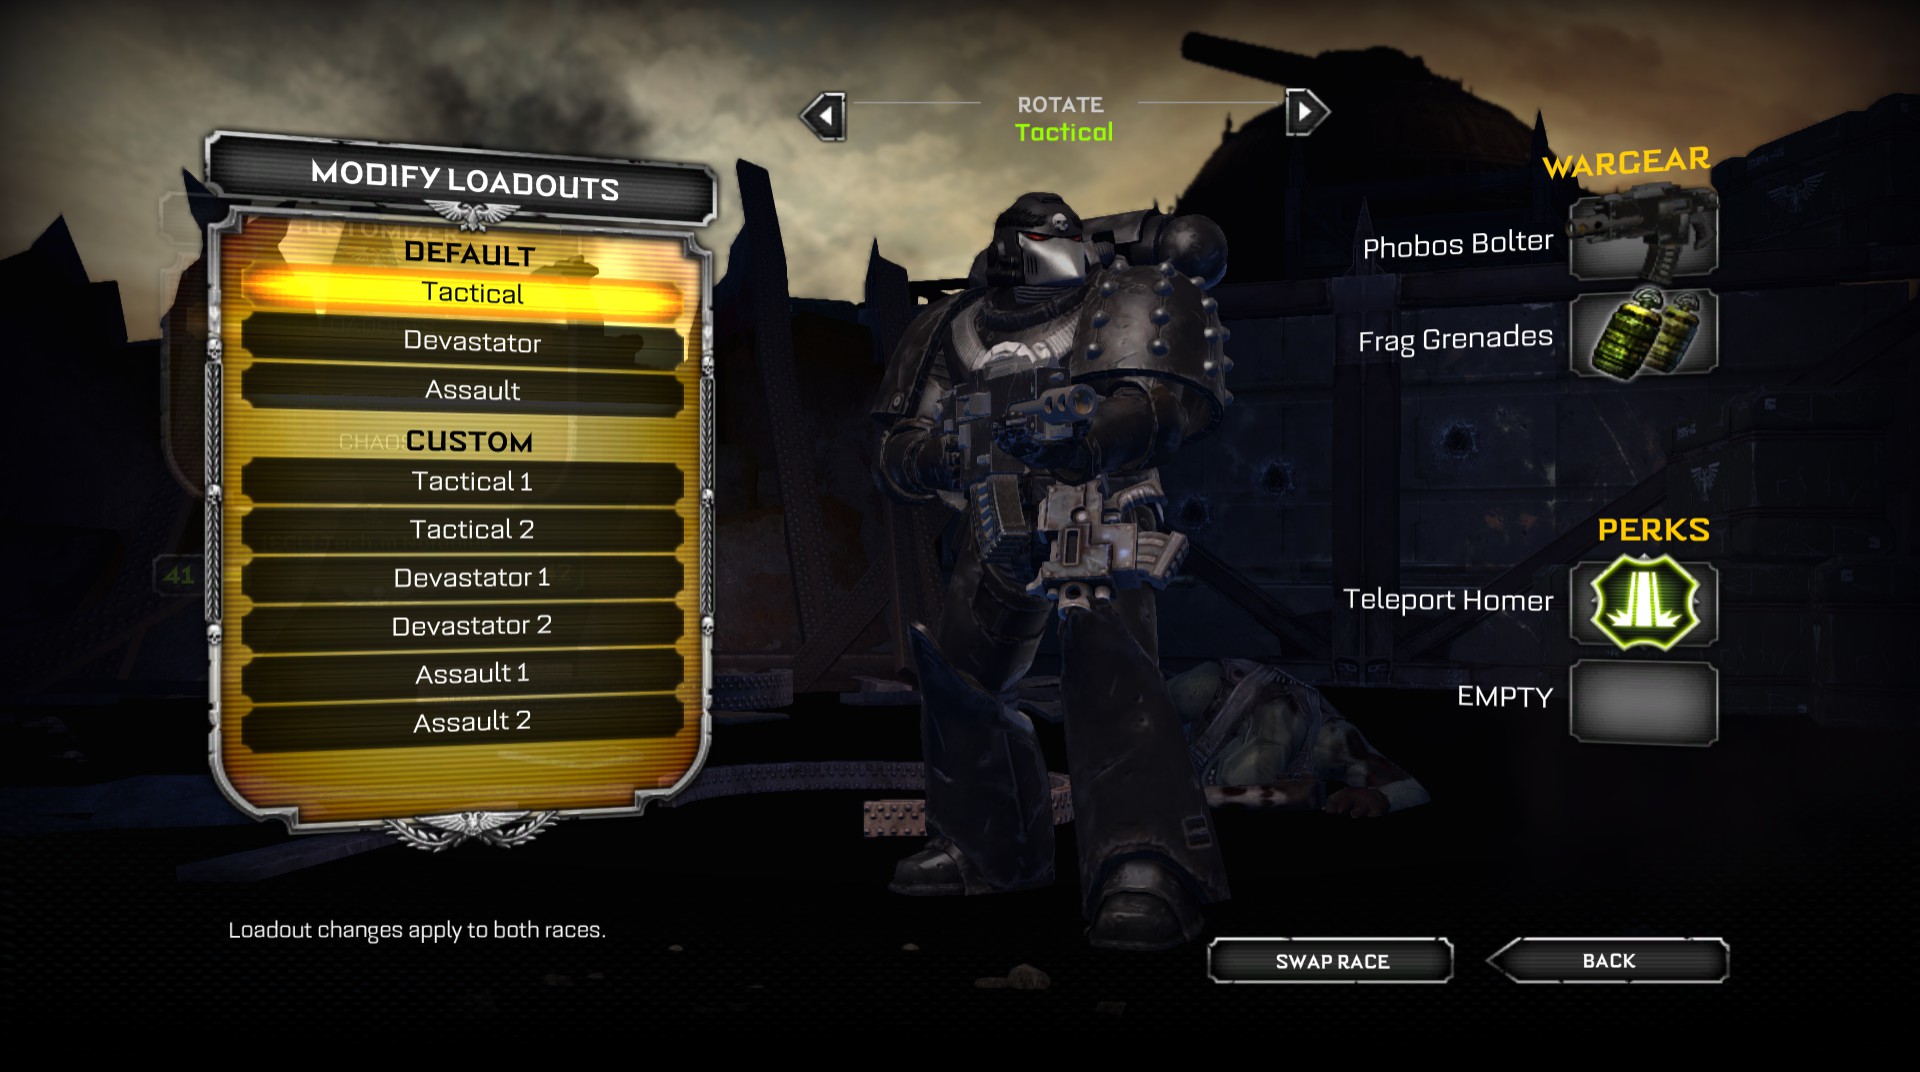 ROTATE
Tactical
MODIFY LOADOUTS
DEFAULT
Tactical
Devastator
Assault
CUSTOM
Tactical 1
Tactical 2
Devastator 1
Devastator 2
Assault 1
Assault 2
41
Loadout changes apply to both races.
WARGEAR
Phobos Bolter
Frag Grenades
PERKS
Teleport Homer
EMPTY
SWAP RACE
BACK